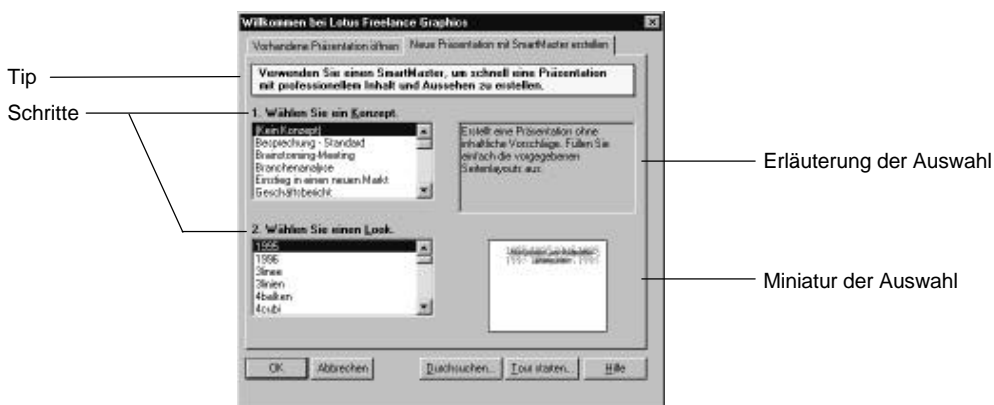 Willkommen bei Lotus Freelance Graphics
Vorhandene Präsentation öffnen
Neue Präsentation mit SmartMaster erstellen
Tip
Verwenden Sie einen SmartMaster, um schnell eine Präsentation
mit professionellem Inhalt und Aussehen zu erstellen.
Schritte
1. Wählen Sie ein Konzept.
[Kein Konzept]
Besprechung - Standard
Brainstorming-Meeting
Branchenanalyse
Einstieg in einen neuen Markt
Geschäftsbericht
Erstellt eine Präsentation ohne
inhaltliche Vorschläge. Füllen Sie
einfach die vorgegebenen
Seitenlayouts aus.
Erläuterung der Auswahl
2. Wählen Sie einen Look.
1995
1996
3linee
3linien
4balken
4cubi
Miniatur der Auswahl
OK
Abbrechen
Durchsuchen...
Tour starten...
Hilfe